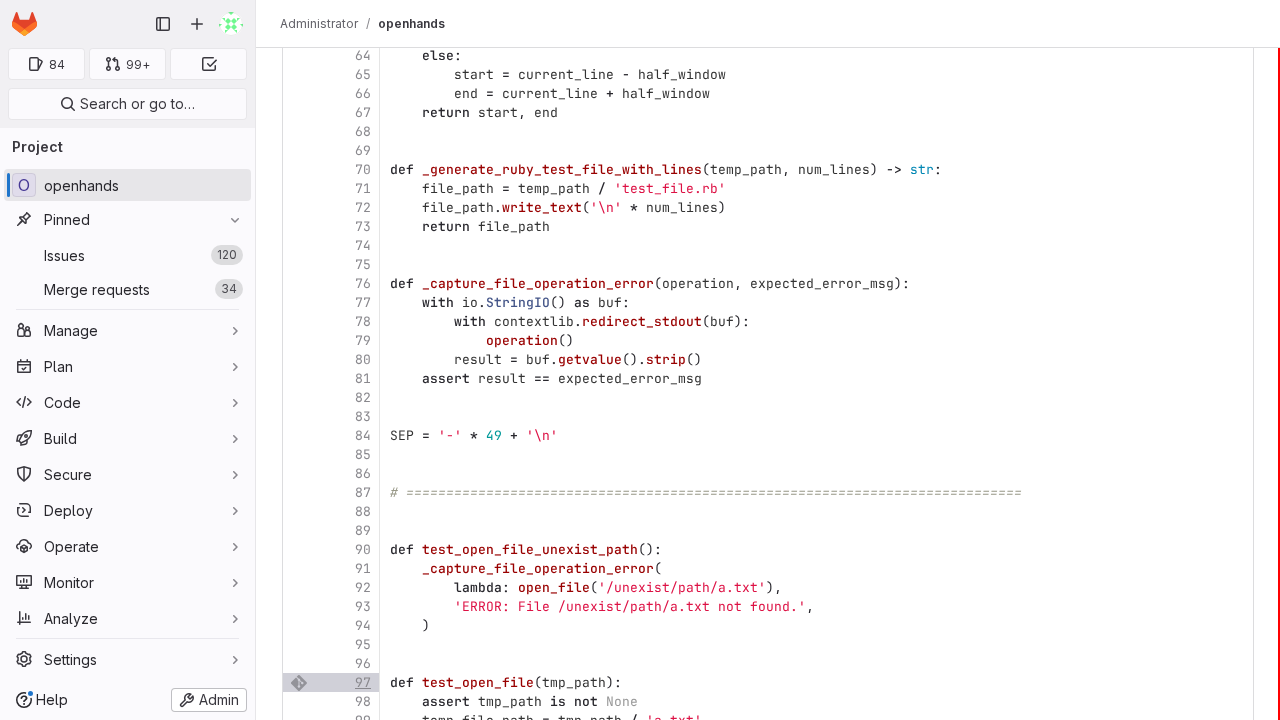 Administrator / openhands
84
99+
Search or go to…
Project
O openhands
Pinned
Issues 120
Merge requests 34
Manage
Plan
Code
Build
Secure
Deploy
Operate
Monitor
Analyze
Settings
Help
Admin
64     else:
65         start = current_line - half_window
66         end = current_line + half_window
67     return start, end
68
69
70 def _generate_ruby_test_file_with_lines(temp_path, num_lines) -> str:
71     file_path = temp_path / 'test_file.rb'
72     file_path.write_text('\n' * num_lines)
73     return file_path
74
75
76 def _capture_file_operation_error(operation, expected_error_msg):
77     with io.StringIO() as buf:
78         with contextlib.redirect_stdout(buf):
79             operation()
80         result = buf.getvalue().strip()
81     assert result == expected_error_msg
82
83
84 SEP = '-' * 49 + '\n'
85
86
87 # =============================================================================
88
89
90 def test_open_file_unexist_path():
91     _capture_file_operation_error(
92         lambda: open_file('/unexist/path/a.txt'),
93         'ERROR: File /unexist/path/a.txt not found.',
94     )
95
96
97 def test_open_file(tmp_path):
98     assert tmp_path is not None
99     temp_file_path = tmp_path / 'a.txt'